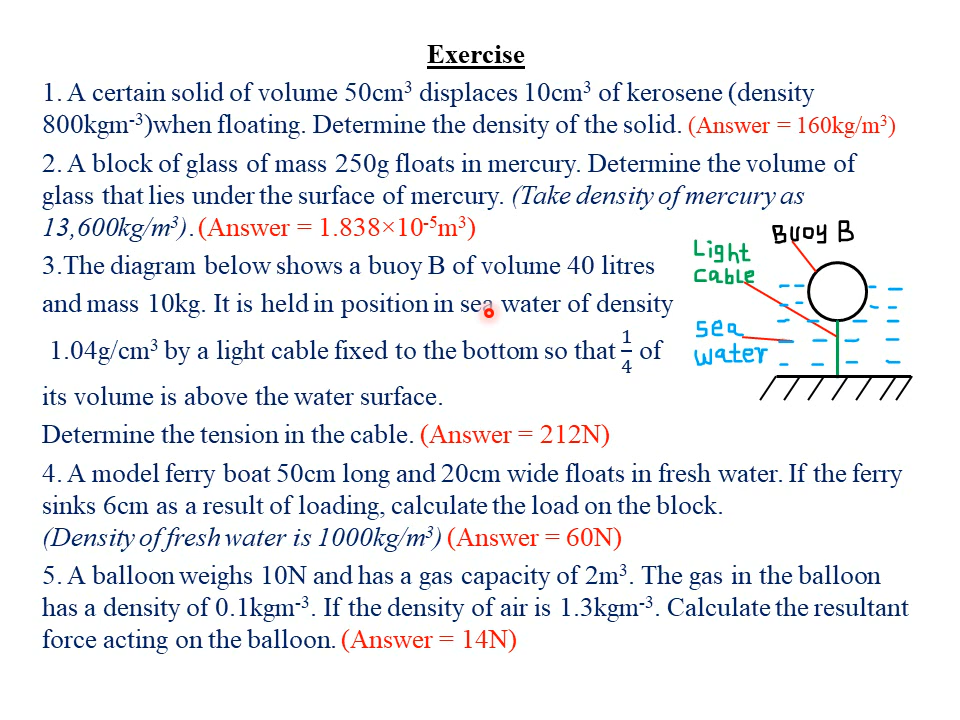 Exercise
1. A certain solid of volume 50cm³ displaces 10cm³ of kerosene (density
800kgm⁻³)when floating. Determine the density of the solid. (Answer = 160kg/m³)
2. A block of glass of mass 250g floats in mercury. Determine the volume of
glass that lies under the surface of mercury. (Take density of mercury as
13,600kg/m³). (Answer = 1.838×10⁻⁵m³)
3.The diagram below shows a buoy B of volume 40 litres
and mass 10kg. It is held in position in sea water of density
1.04g/cm³ by a light cable fixed to the bottom so that 1/4 of
its volume is above the water surface.
Determine the tension in the cable. (Answer = 212N)
Buoy B
Light
cable
sea
water
4. A model ferry boat 50cm long and 20cm wide floats in fresh water. If the ferry
sinks 6cm as a result of loading, calculate the load on the block.
(Density of fresh water is 1000kg/m³) (Answer = 60N)
5. A balloon weighs 10N and has a gas capacity of 2m³. The gas in the balloon
has a density of 0.1kgm⁻³. If the density of air is 1.3kgm⁻³. Calculate the resultant
force acting on the balloon. (Answer = 14N)